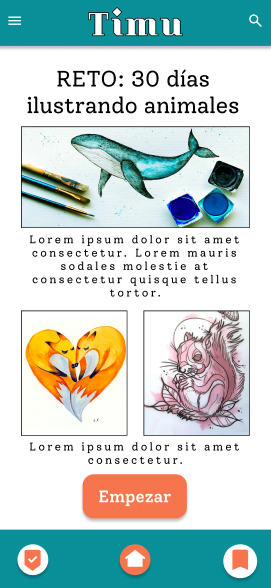 Timu
RETO: 30 días
ilustrando animales
Lorem ipsum dolor sit amet
consectetur. Lorem mauris
sodales molestie at
consectetur quisque tellus
tortor.
Lorem ipsum dolor sit amet
consectetur.
Empezar